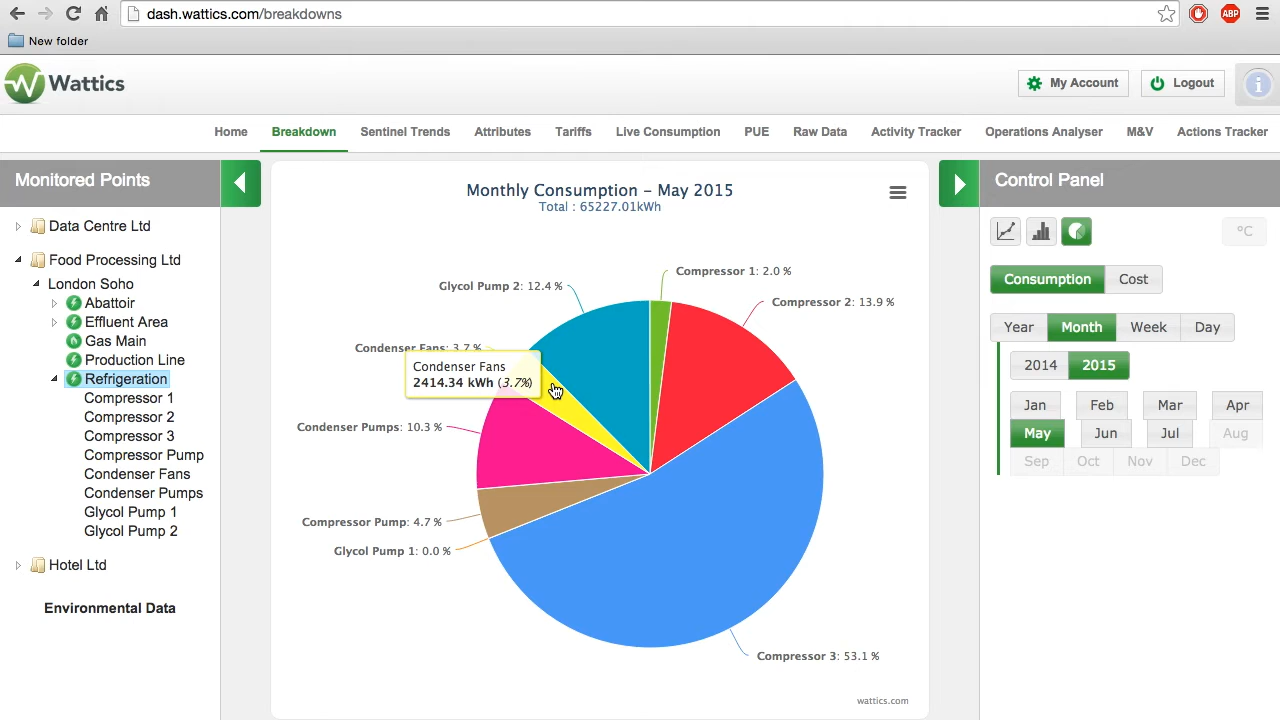 dash.wattics.com/breakdowns
ABP
New folder
Wattics
My Account
Logout
i
Home Breakdown Sentinel Trends Attributes Tariffs Live Consumption PUE Raw Data Activity Tracker Operations Analyser M&V Actions Tracker
Monitored Points
Data Centre Ltd
Food Processing Ltd
London Soho
Abattoir
Effluent Area
Gas Main
Production Line
Refrigeration
Compressor 1
Compressor 2
Compressor 3
Compressor Pump
Condenser Fans
Condenser Pumps
Glycol Pump 1
Glycol Pump 2
Hotel Ltd
Environmental Data
Monthly Consumption - May 2015
Total : 65227.01kWh
Compressor 1: 2.0 %
Glycol Pump 2: 12.4 %
Compressor 2: 13.9 %
Condenser Fans: 3.7 %
Condenser Fans
2414.34 kWh (3.7%)
Condenser Pumps: 10.3 %
Compressor Pump: 4.7 %
Glycol Pump 1: 0.0 %
Compressor 3: 53.1 %
wattics.com
Control Panel
°C
Consumption Cost
Year Month Week Day
2014 2015
Jan Feb Mar Apr
May Jun Jul Aug
Sep Oct Nov Dec